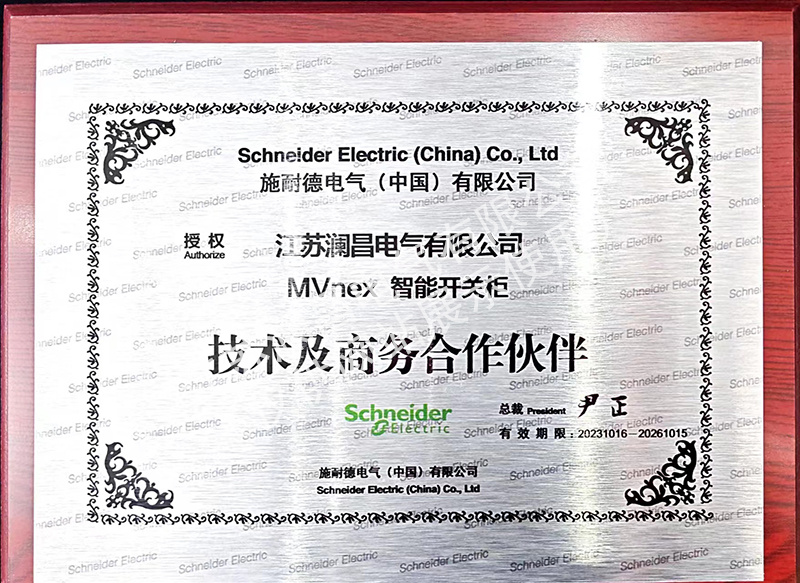 Schneider Electric (China) Co., Ltd
施耐德电气（中国）有限公司
授权 江苏澜昌电气有限公司
Authorize
MVnex 智能开关柜
技术及商务合作伙伴
Schneider Electric
总裁 President 尹正
有效期限：20231016—20261015
施耐德电气（中国）有限公司
Schneider Electric (China) Co., Ltd